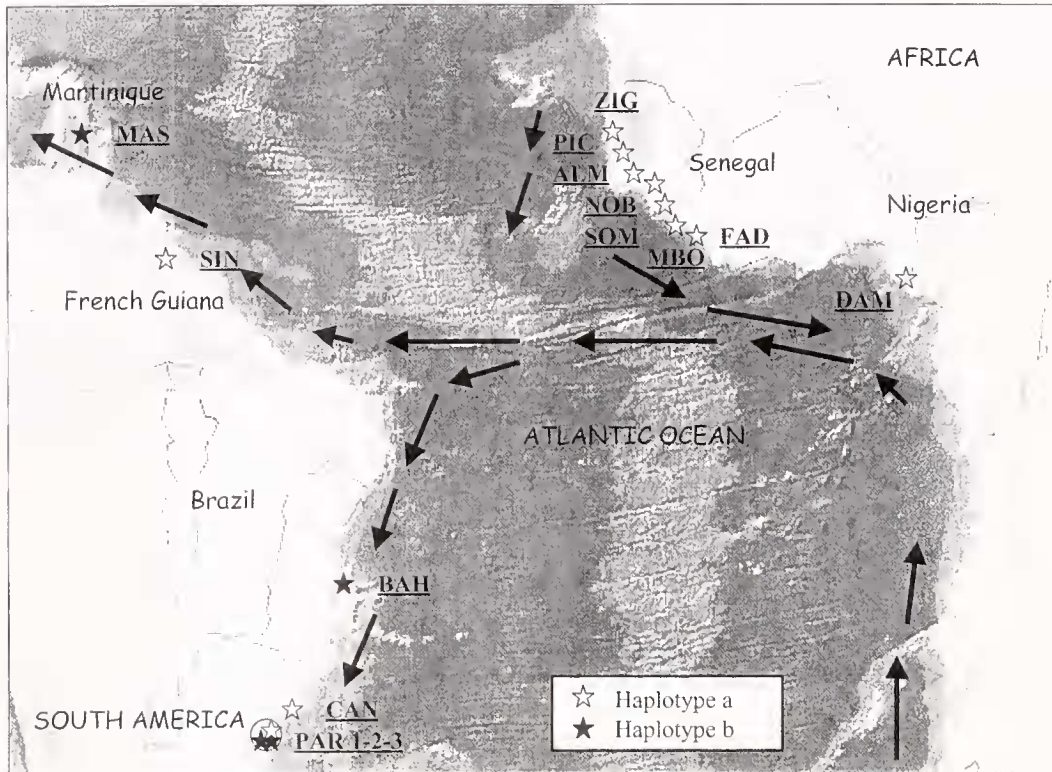 AFRICA
Martinique
ZIG
MAS
PIC
Senegal
ALM
NOB
Nigeria
SOM
FAD
MBO
SIN
DAM
French Guiana
ATLANTIC OCEAN
Brazil
BAH
Haplotype a
SOUTH AMERICA
CAN
Haplotype b
PAR 1-2-3